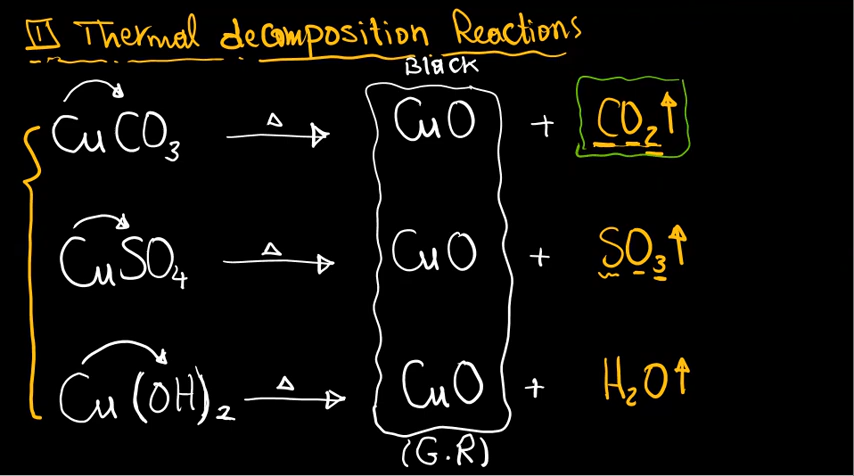 II Thermal decomposition Reactions
Black
CuCO₃ —Δ→ CuO + CO₂↑
CuSO₄ —Δ→ CuO + SO₃↑
Cu(OH)₂ —Δ→ CuO + H₂O↑
(G.R)